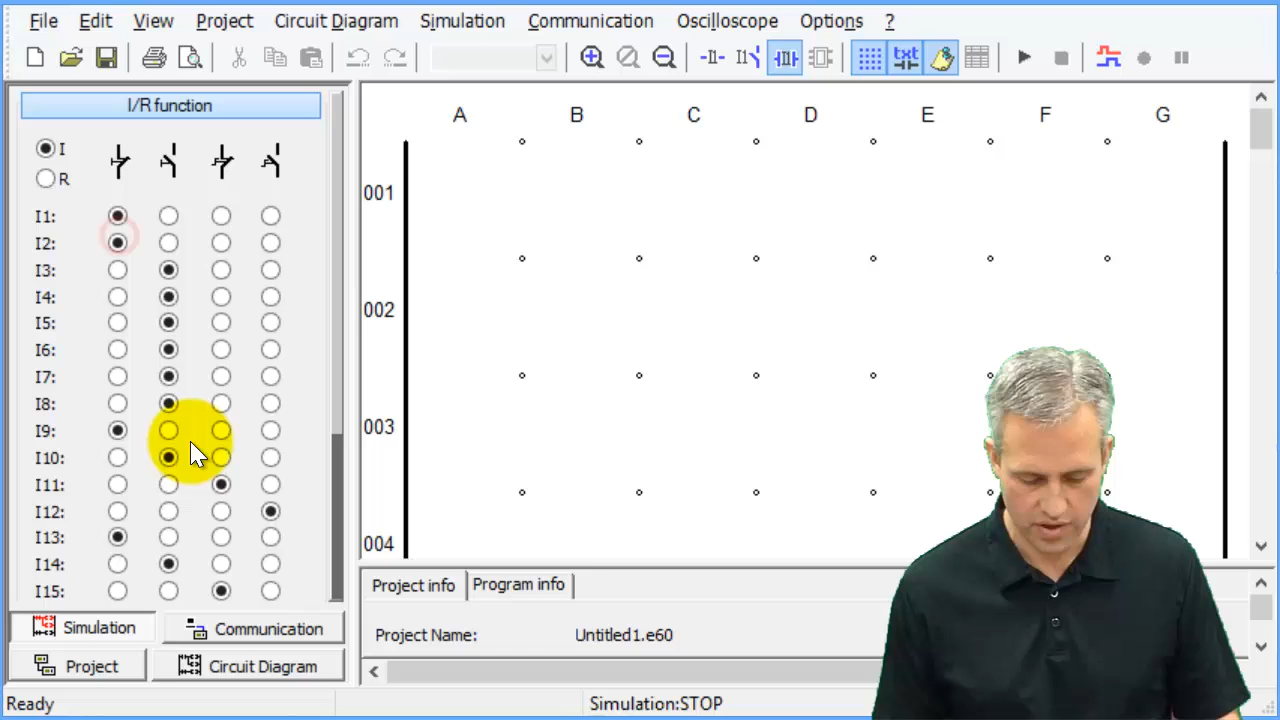 File Edit View Project Circuit Diagram Simulation Communication Oscilloscope Options ?
txt
I/R function
I
R
I1:
I2:
I3:
I4:
I5:
I6:
I7:
I8:
I9:
I10:
I11:
I12:
I13:
I14:
I15:
Simulation Communication
Project Circuit Diagram
A B C D E F G
001
002
003
004
Project info Program info
Project Name: Untitled1.e60
Ready Simulation:STOP